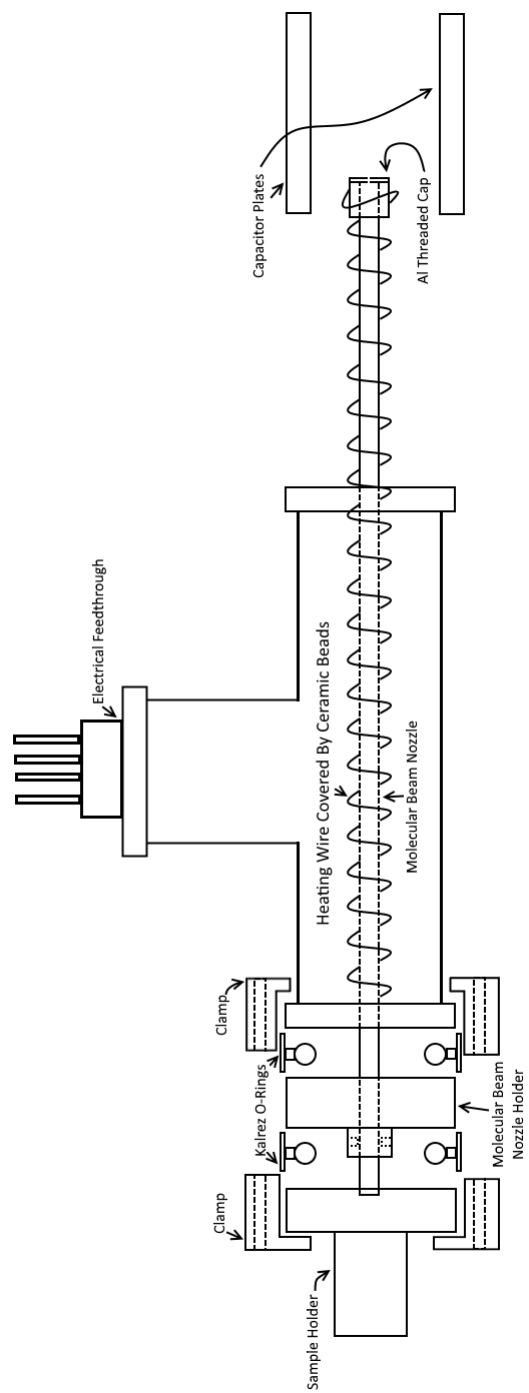 Capacitor Plates
Al Threaded Cap
Electrical Feedthrough
Heating Wire Covered By Ceramic Beads
Molecular Beam Nozzle
Clamp
Kalrez O-Rings
Molecular Beam
Nozzle Holder
Clamp
Sample Holder